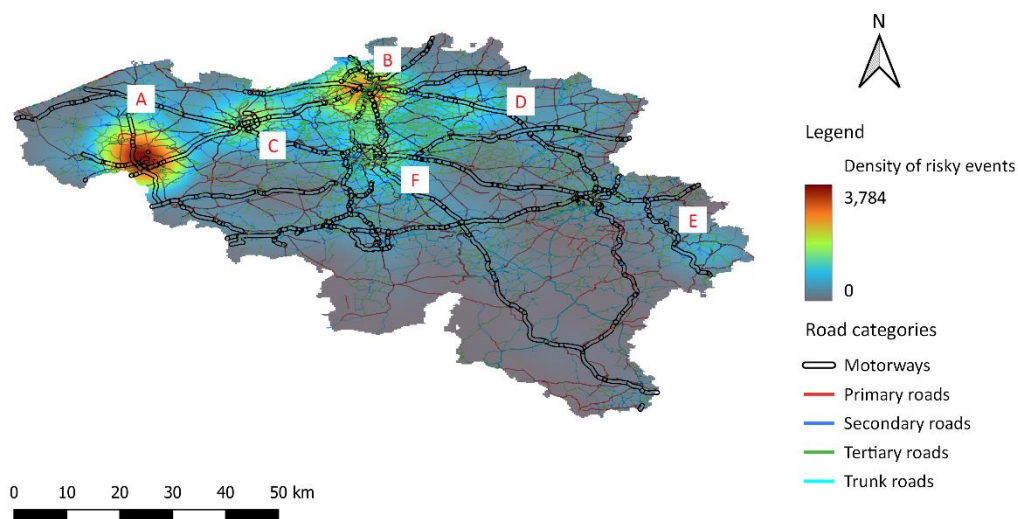 N
B
A
D
C
F
E
Legend
Density of risky events
3,784
0
Road categories
Motorways
Primary roads
Secondary roads
Tertiary roads
Trunk roads
0 10 20 30 40 50 km